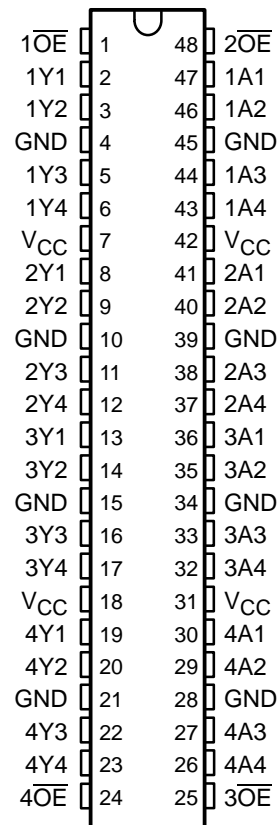 1O̅E̅ 1 48 2O̅E̅
1Y1 2 47 1A1
1Y2 3 46 1A2
GND 4 45 GND
1Y3 5 44 1A3
1Y4 6 43 1A4
VCC 7 42 VCC
2Y1 8 41 2A1
2Y2 9 40 2A2
GND 10 39 GND
2Y3 11 38 2A3
2Y4 12 37 2A4
3Y1 13 36 3A1
3Y2 14 35 3A2
GND 15 34 GND
3Y3 16 33 3A3
3Y4 17 32 3A4
VCC 18 31 VCC
4Y1 19 30 4A1
4Y2 20 29 4A2
GND 21 28 GND
4Y3 22 27 4A3
4Y4 23 26 4A4
4O̅E̅ 24 25 3O̅E̅